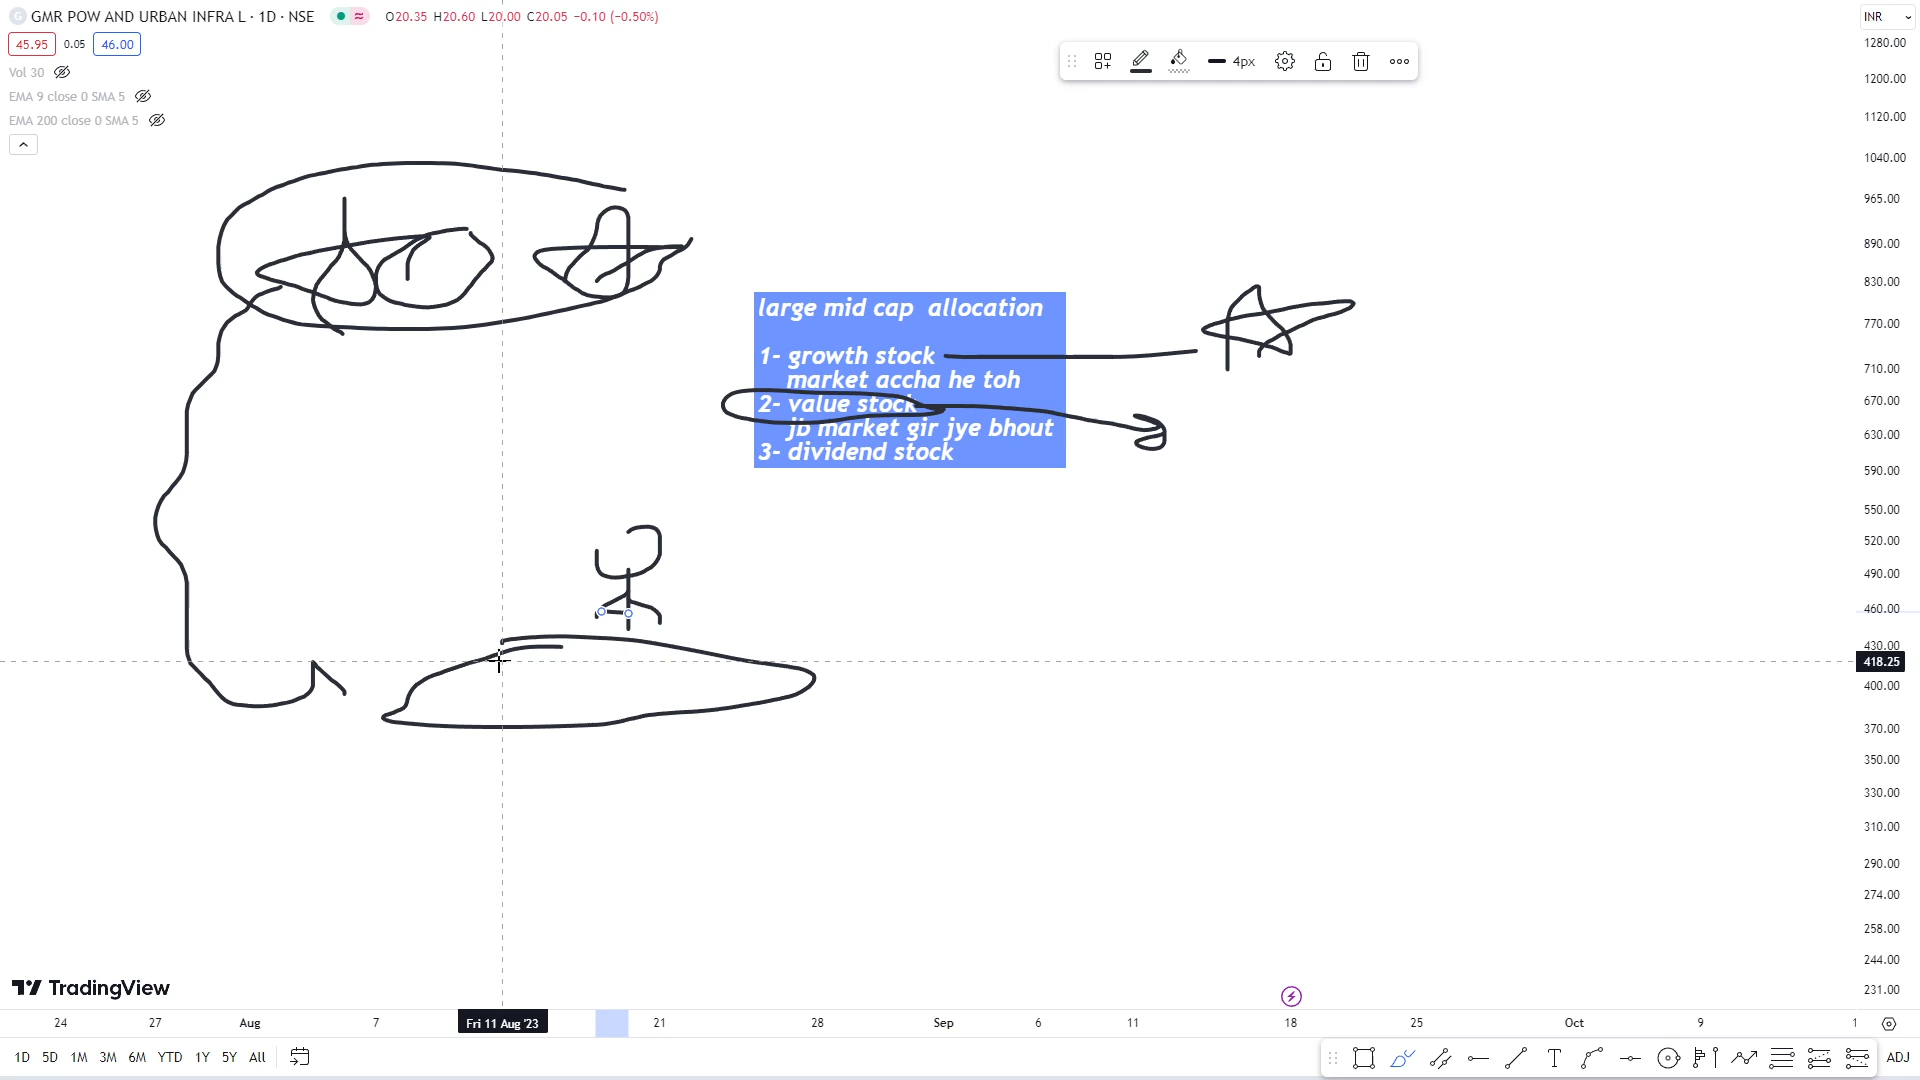 GMR POW AND URBAN INFRA L · 1D · NSE O20.35 H20.60 L20.00 C20.05 −0.10 (−0.50%)
45.95 0.05 46.00
Vol 30
EMA 9 close 0 SMA 5
EMA 200 close 0 SMA 5
4px
INR
1280.00
1200.00
1120.00
1040.00
965.00
890.00
830.00
770.00
710.00
670.00
630.00
590.00
550.00
520.00
490.00
460.00
430.00
418.25
400.00
370.00
350.00
330.00
310.00
290.00
274.00
258.00
244.00
231.00
large mid cap allocation
1- growth stock
market accha he toh
2- value stock
jb market gir jye bhout
3- dividend stock
TradingView
24 27 Aug 7 Fri 11 Aug '23 21 28 Sep 6 11 18 25 Oct 9 1
1D 5D 1M 3M 6M YTD 1Y 5Y All
ADJ